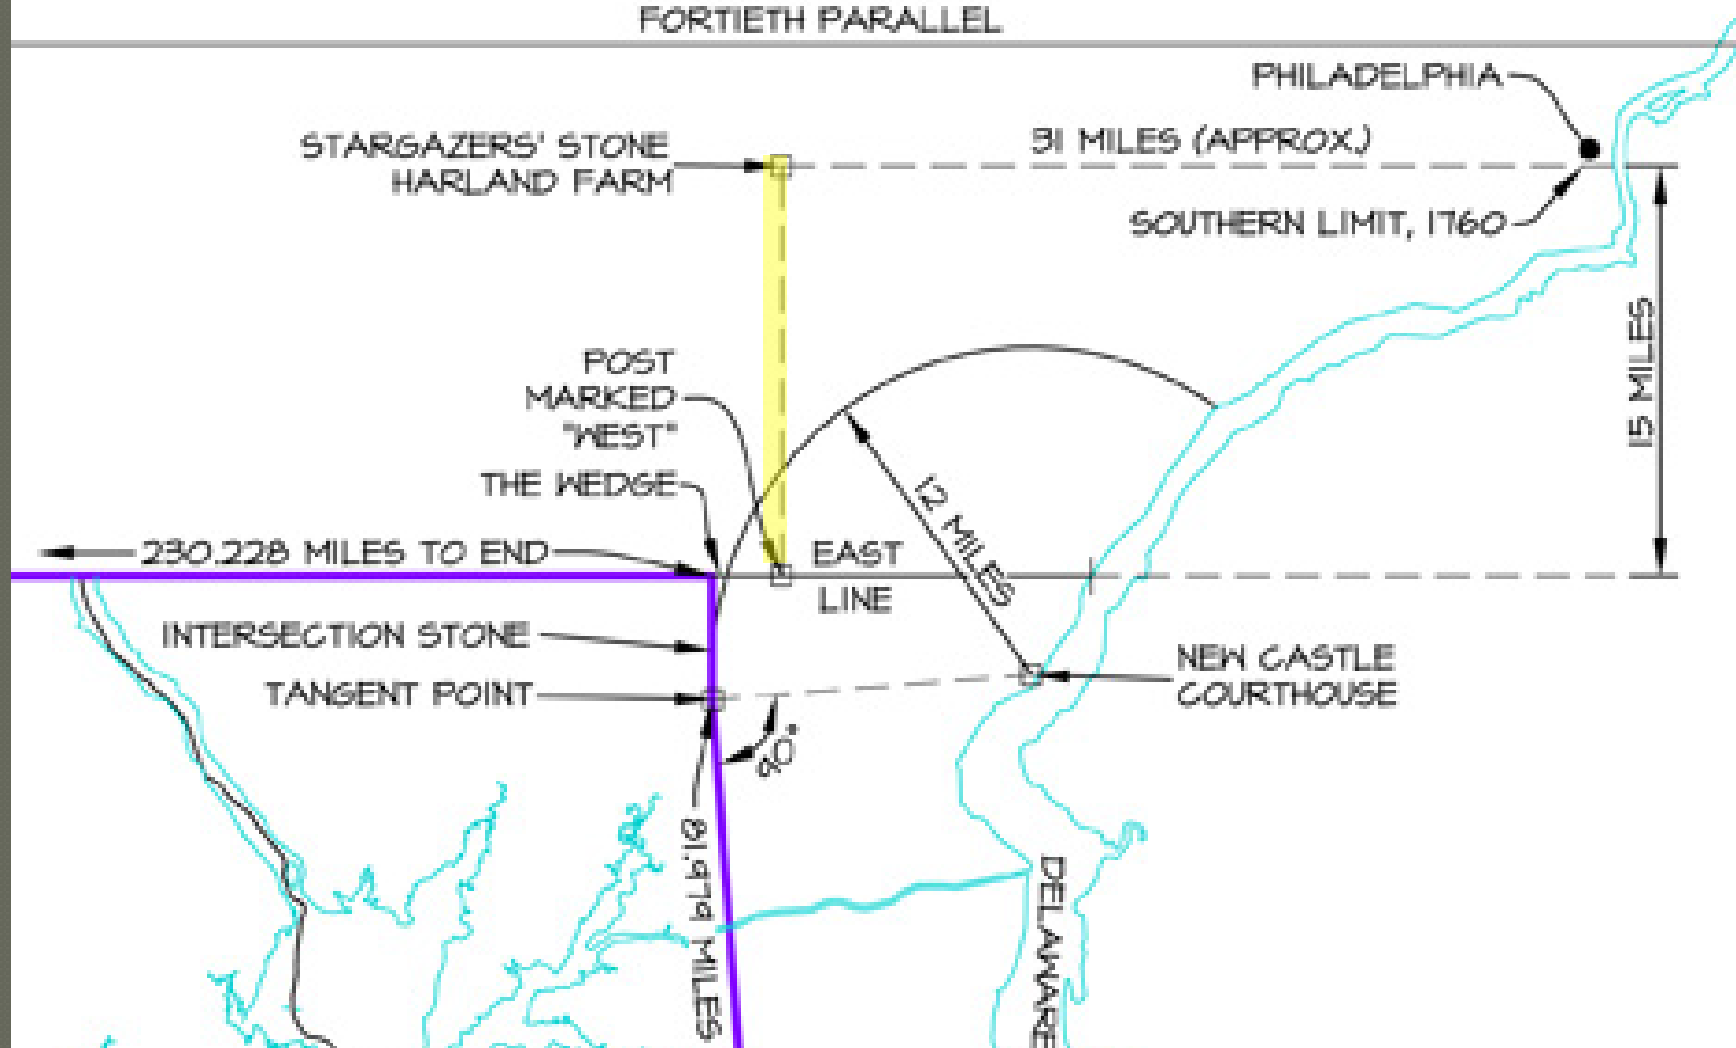 FORTIETH PARALLEL
PHILADELPHIA
STARGAZERS' STONE
HARLAND FARM
31 MILES (APPROX.)
SOUTHERN LIMIT, 1760
15 MILES
POST
MARKED
"WEST"
THE WEDGE
12 MILES
230.228 MILES TO END
EAST
LINE
INTERSECTION STONE
TANGENT POINT
NEW CASTLE
COURTHOUSE
90°
81.979 MILES
DELAWARE